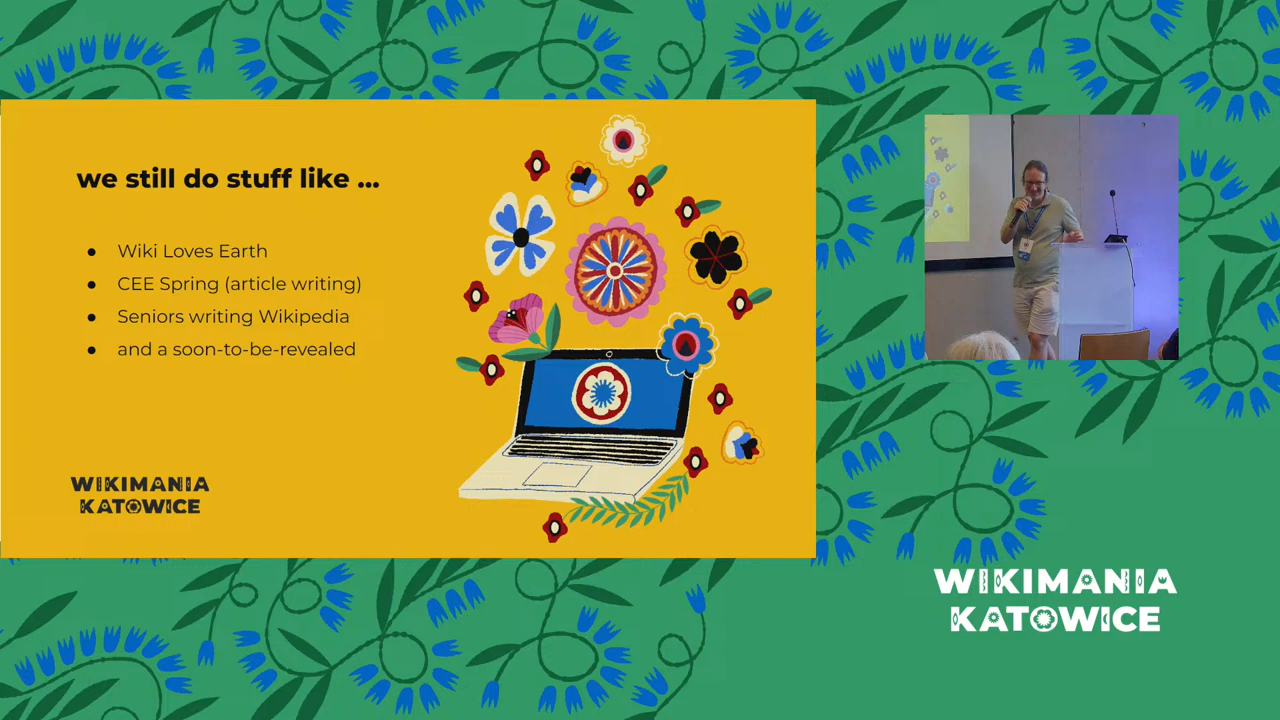 we still do stuff like ...
● Wiki Loves Earth
● CEE Spring (article writing)
● Seniors writing Wikipedia
● and a soon-to-be-revealed
WIKIMANIA
KATOWICE
WIKIMANIA
KATOWICE